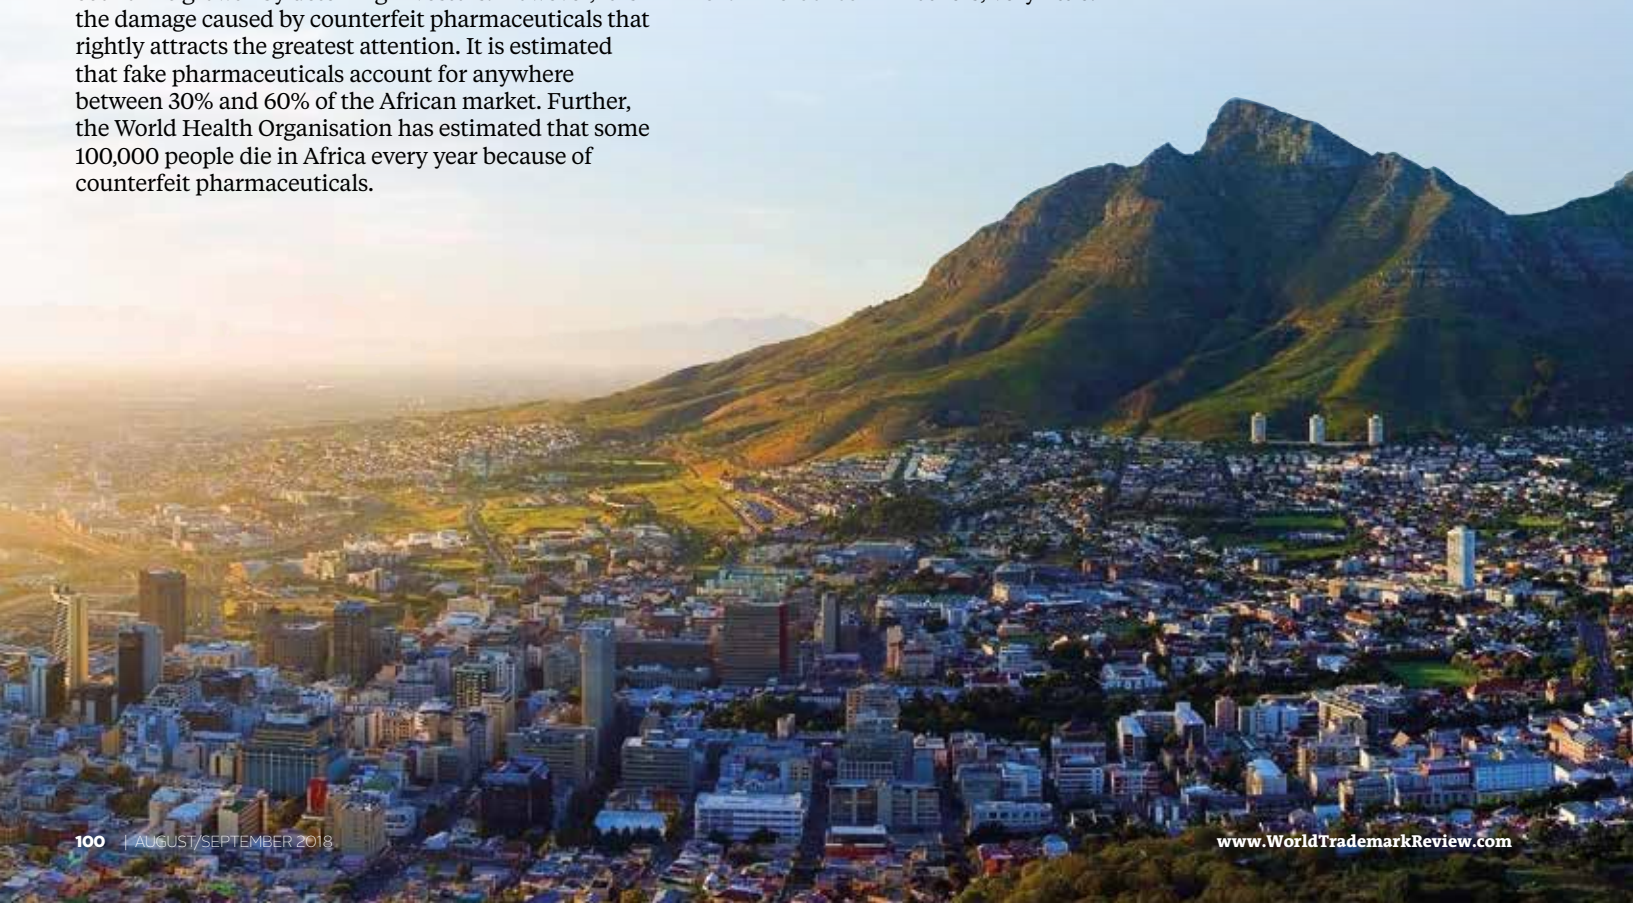 the damage caused by counterfeit pharmaceuticals that
rightly attracts the greatest attention. It is estimated
that fake pharmaceuticals account for anywhere
between 30% and 60% of the African market. Further,
the World Health Organisation has estimated that some
100,000 people die in Africa every year because of
counterfeit pharmaceuticals.
100 | AUGUST/SEPTEMBER 2018
www.WorldTrademarkReview.com